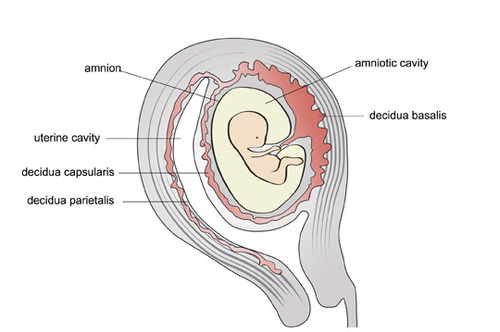 amnion
amniotic cavity
decidua basalis
uterine cavity
decidua capsularis
decidua parietalis